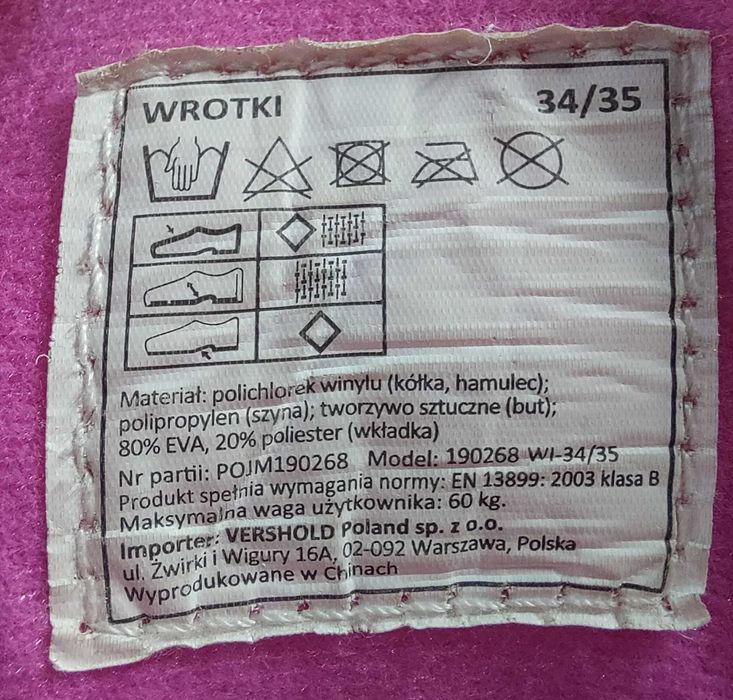 WROTKI 34/35
Materiał: polichlorek winylu (kółka, hamulec);
polipropylen (szyna); tworzywo sztuczne (but);
80% EVA, 20% poliester (wkładka)
Nr partii: POJM190268 Model: 190268 WI-34/35
Produkt spełnia wymagania normy: EN 13899: 2003 klasa B
Maksymalna waga użytkownika: 60 kg.
Importer: VERSHOLD Poland sp. z o.o.
ul. Żwirki i Wigury 16A, 02-092 Warszawa, Polska
Wyprodukowane w Chinach